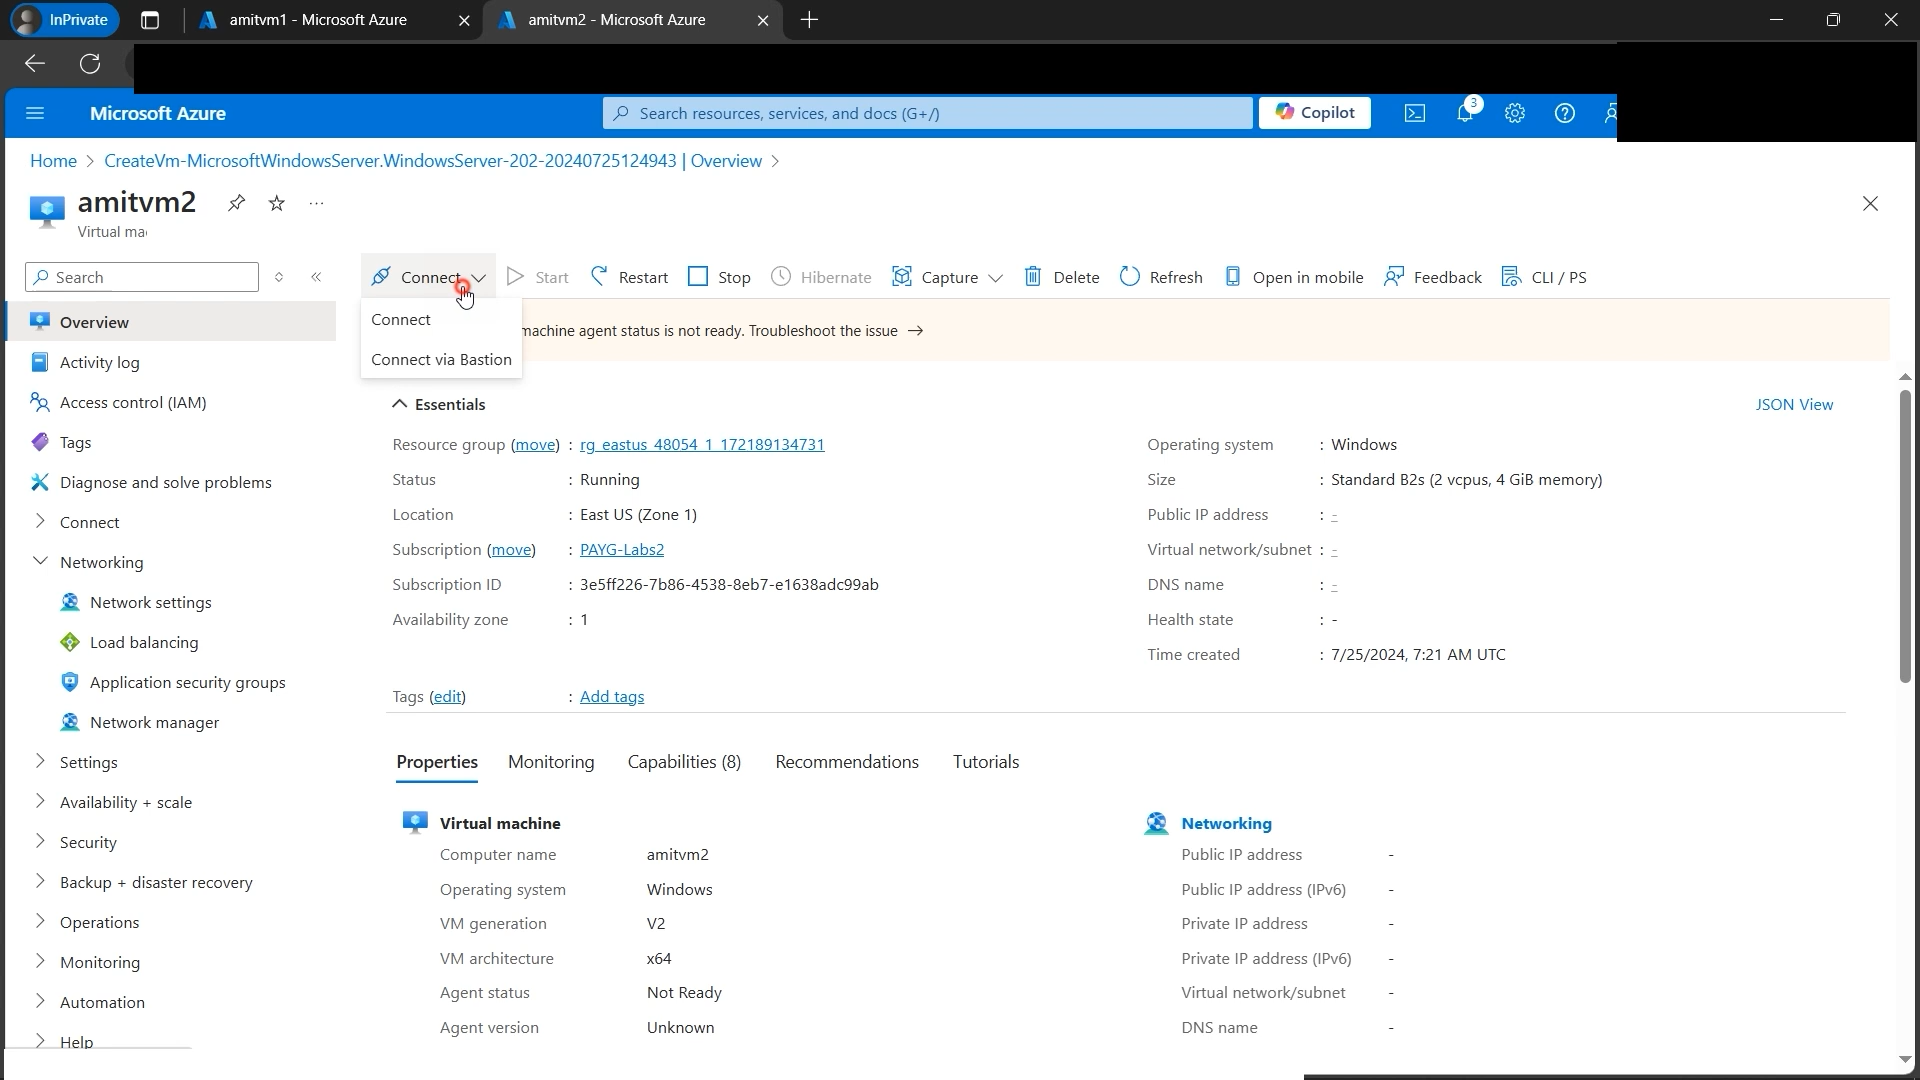 InPrivate
amitvm1 - Microsoft Azure
amitvm2 - Microsoft Azure
Microsoft Azure
Search resources, services, and docs (G+/)
Copilot
3
Home > CreateVm-MicrosoftWindowsServer.WindowsServer-202-20240725124943 | Overview >
amitvm2
Virtual ma
Search
Connect
Start
Restart
Stop
Hibernate
Capture
Delete
Refresh
Open in mobile
Feedback
CLI / PS
Connect
Connect via Bastion
machine agent status is not ready. Troubleshoot the issue →
Overview
Activity log
Access control (IAM)
Tags
Diagnose and solve problems
Connect
Networking
Network settings
Load balancing
Application security groups
Network manager
Settings
Availability + scale
Security
Backup + disaster recovery
Operations
Monitoring
Automation
Help
Essentials
JSON View
Resource group (move) : rg_eastus_48054_1_172189134731
Status : Running
Location : East US (Zone 1)
Subscription (move) : PAYG-Labs2
Subscription ID : 3e5ff226-7b86-4538-8eb7-e1638adc99ab
Availability zone : 1
Operating system : Windows
Size : Standard B2s (2 vcpus, 4 GiB memory)
Public IP address : -
Virtual network/subnet : -
DNS name : -
Health state : -
Time created : 7/25/2024, 7:21 AM UTC
Tags (edit) : Add tags
Properties
Monitoring
Capabilities (8)
Recommendations
Tutorials
Virtual machine
Computer name amitvm2
Operating system Windows
VM generation V2
VM architecture x64
Agent status Not Ready
Agent version Unknown
Networking
Public IP address -
Public IP address (IPv6) -
Private IP address -
Private IP address (IPv6) -
Virtual network/subnet -
DNS name -